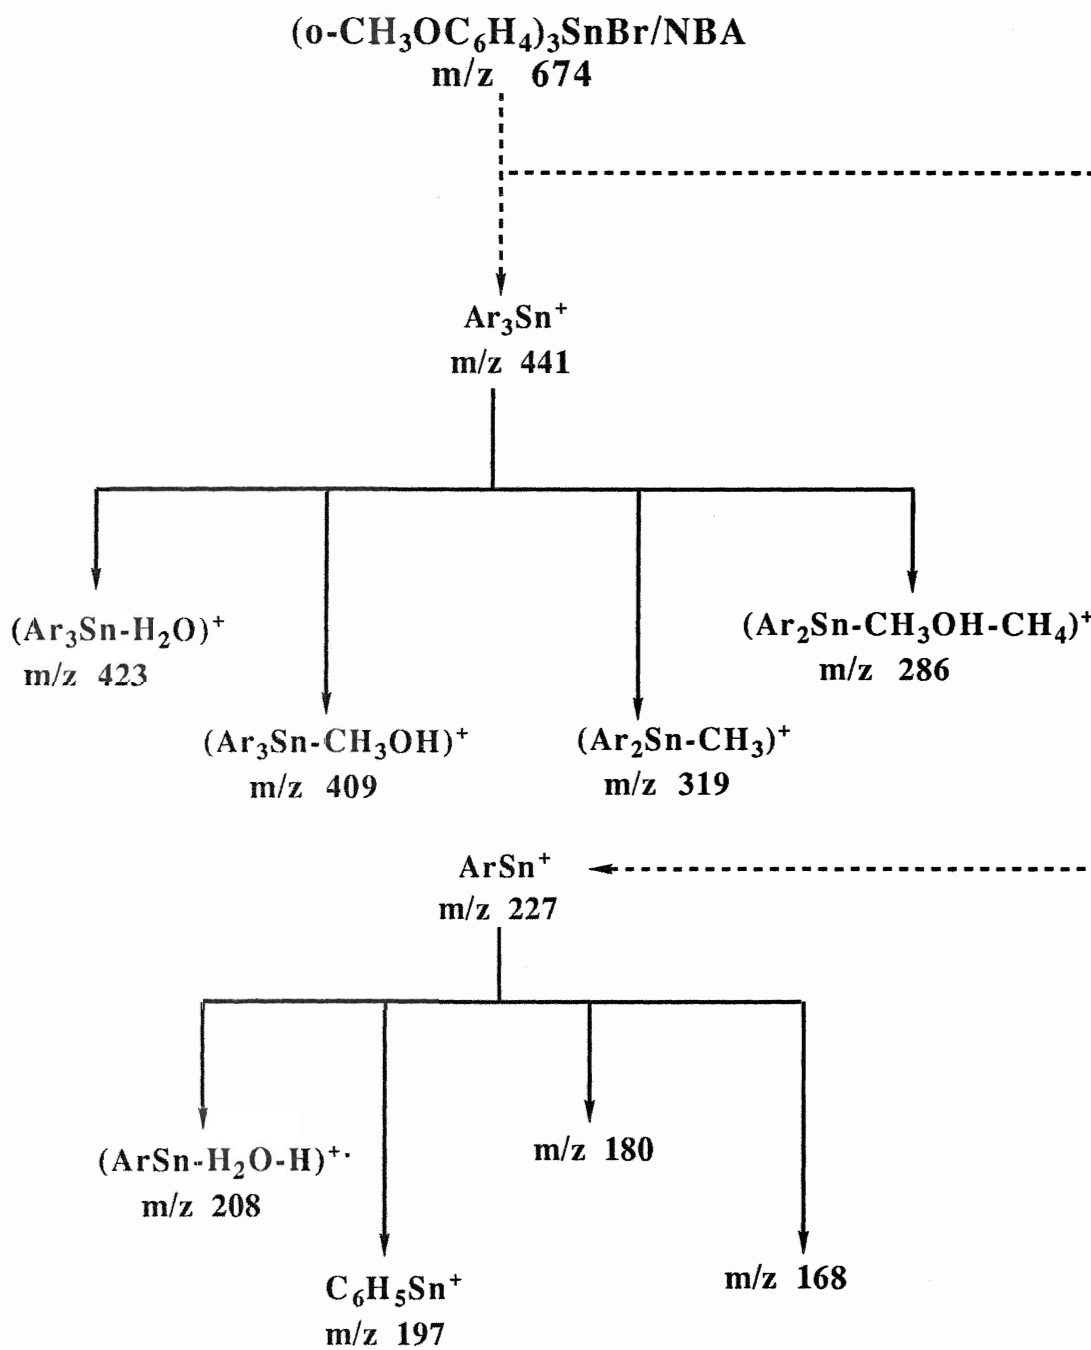 (o-CH₃OC₆H₄)₃SnBr/NBA
m/z 674
Ar₃Sn⁺
m/z 441
(Ar₃Sn-H₂O)⁺
m/z 423
(Ar₂Sn-CH₃OH-CH₄)⁺
m/z 286
(Ar₃Sn-CH₃OH)⁺
m/z 409
(Ar₂Sn-CH₃)⁺
m/z 319
ArSn⁺
m/z 227
(ArSn-H₂O-H)⁺·
m/z 208
m/z 180
C₆H₅Sn⁺
m/z 197
m/z 168